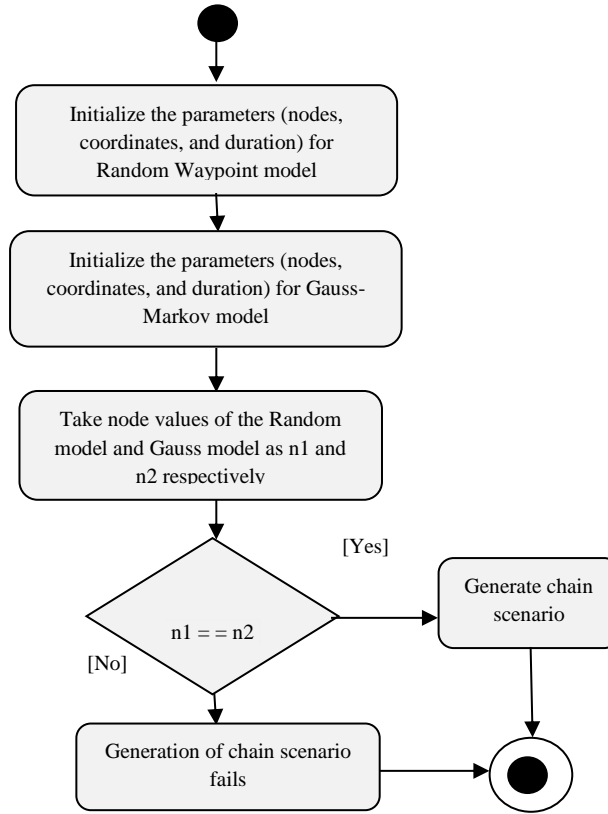 Initialize the parameters (nodes,
coordinates, and duration) for
Random Waypoint model
Initialize the parameters (nodes,
coordinates, and duration) for Gauss-
Markov model
Take node values of the Random
model and Gauss model as n1 and
n2 respectively
[Yes]
Generate chain
scenario
n1 = = n2
[No]
Generation of chain scenario
fails